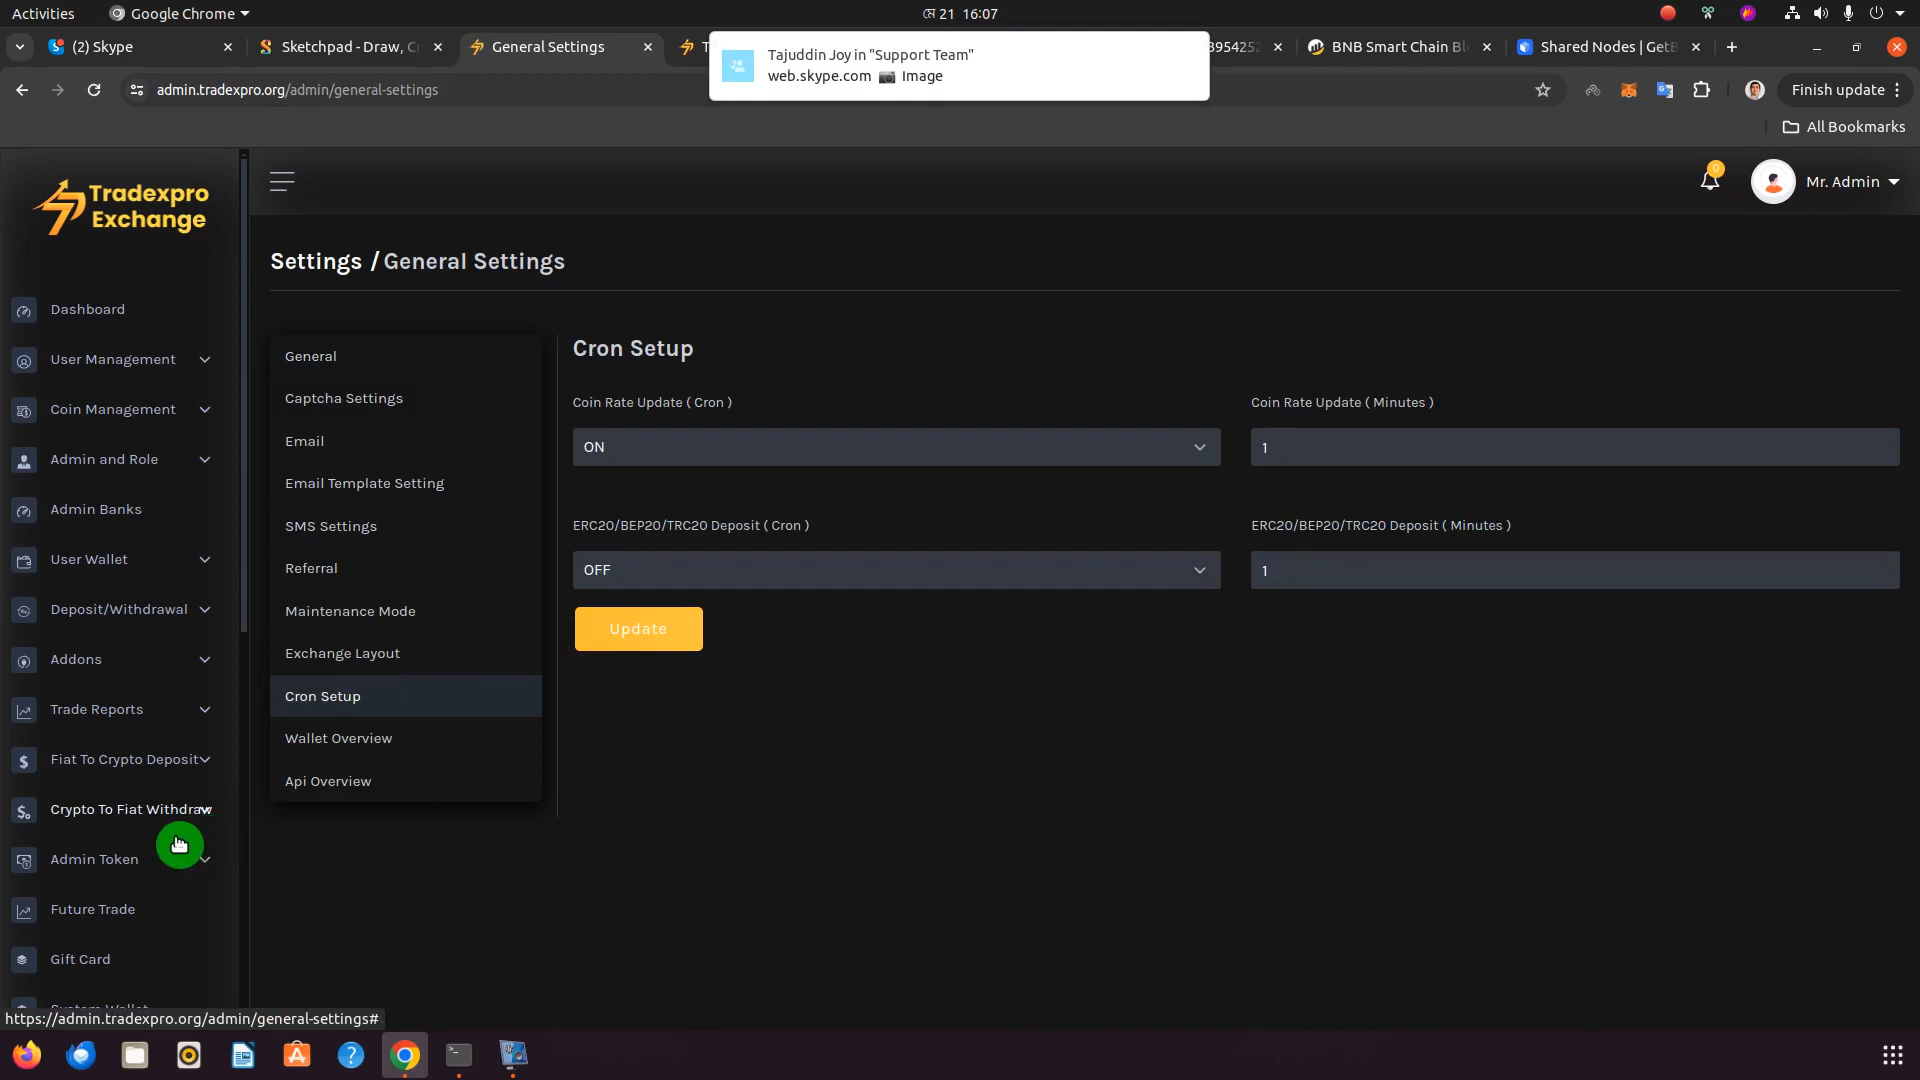 Activities
Google Chrome
মে 21 16:07
(2) Skype
Sketchpad - Draw, C
General Settings
BNB Smart Chain Bl
Shared Nodes | GetB
Tajuddin Joy in "Support Team"
web.skype.com 📷 Image
admin.tradexpro.org/admin/general-settings
Finish update
All Bookmarks
Tradexpro
Exchange
0
Mr. Admin
Settings / General Settings
Dashboard
User Management
Coin Management
Admin and Role
Admin Banks
User Wallet
Deposit/Withdrawal
Addons
Trade Reports
Fiat To Crypto Deposit
Crypto To Fiat Withdraw
Admin Token
Future Trade
Gift Card
System Wallet
General
Captcha Settings
Email
Email Template Setting
SMS Settings
Referral
Maintenance Mode
Exchange Layout
Cron Setup
Wallet Overview
Api Overview
Cron Setup
Coin Rate Update ( Cron )
ON
Coin Rate Update ( Minutes )
1
ERC20/BEP20/TRC20 Deposit ( Cron )
OFF
ERC20/BEP20/TRC20 Deposit ( Minutes )
1
Update
https://admin.tradexpro.org/admin/general-settings#